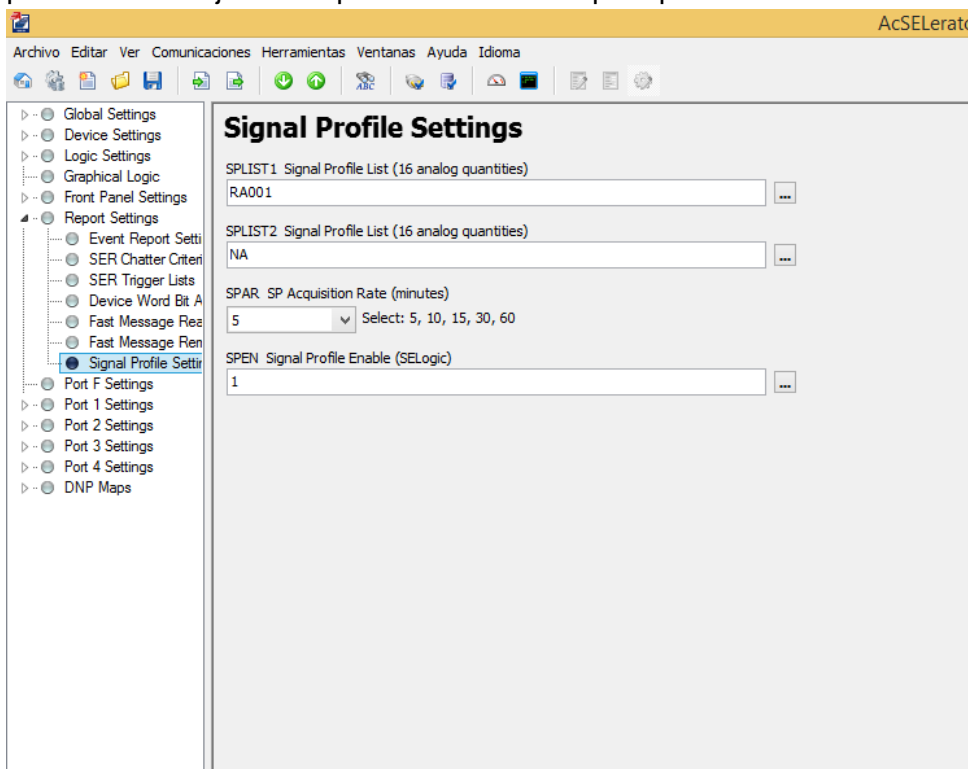 AcSELerato
Archivo Editar Ver Comunicaciones Herramientas Ventanas Ayuda Idioma
ABC
Global Settings
Device Settings
Logic Settings
Graphical Logic
Front Panel Settings
Report Settings
Event Report Setti
SER Chatter Criteri
SER Trigger Lists
Device Word Bit A
Fast Message Rea
Fast Message Rem
Signal Profile Settin
Port F Settings
Port 1 Settings
Port 2 Settings
Port 3 Settings
Port 4 Settings
DNP Maps
Signal Profile Settings
SPLIST1 Signal Profile List (16 analog quantities)
RA001
...
SPLIST2 Signal Profile List (16 analog quantities)
NA
...
SPAR SP Acquisition Rate (minutes)
5
Select: 5, 10, 15, 30, 60
SPEN Signal Profile Enable (SELogic)
1
...